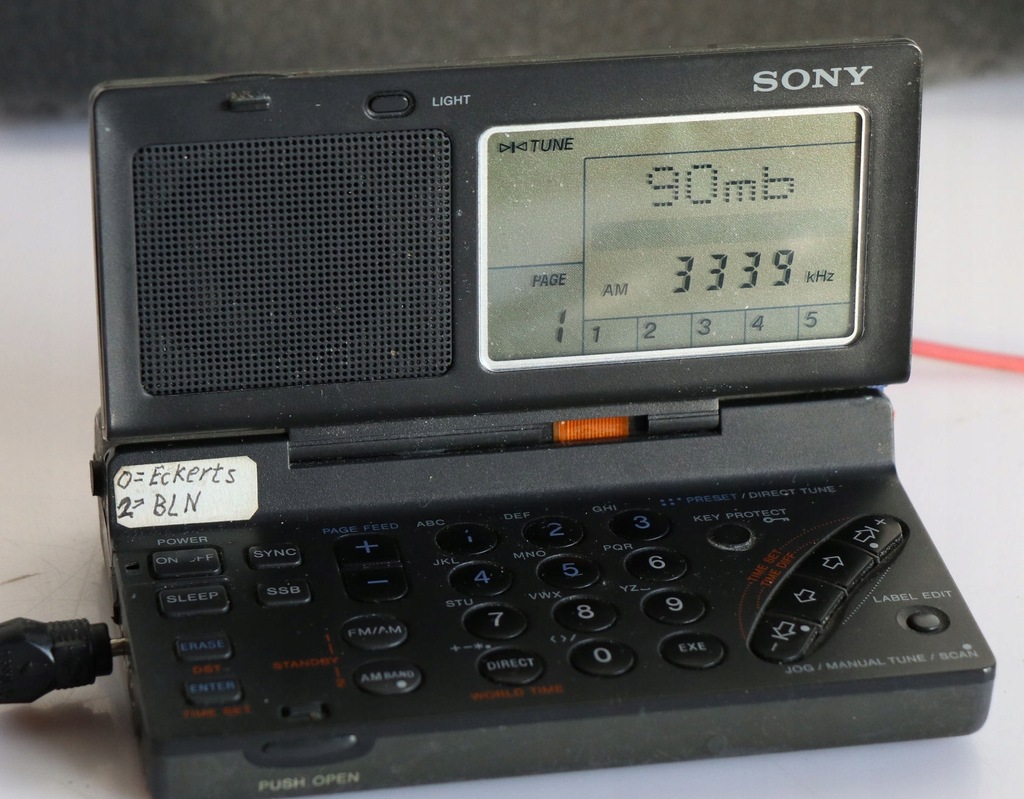 SONY
LIGHT
TUNE
90mb
PAGE
AM 3339 kHz
1 1 2 3 4 5
0=Eckerts
2=BLN
PRESET / DIRECT TUNE
POWER
PAGE FEED
ABC DEF GHI
KEY PROTECT
ON OFF SYNC + 1 2 3
JKL MNO PQR
TIME SET
TIME DIFF
SLEEP SSB − 4 5 6
STU VWX YZ
LABEL EDIT
ERASE FM/AM 7 8 9
DST
STANDBY
1
2
+-*• ( ) /
ENTER AM BAND DIRECT 0 EXE
+
−
JOG / MANUAL TUNE / SCAN
TIME SET
WORLD TIME
PUSH OPEN